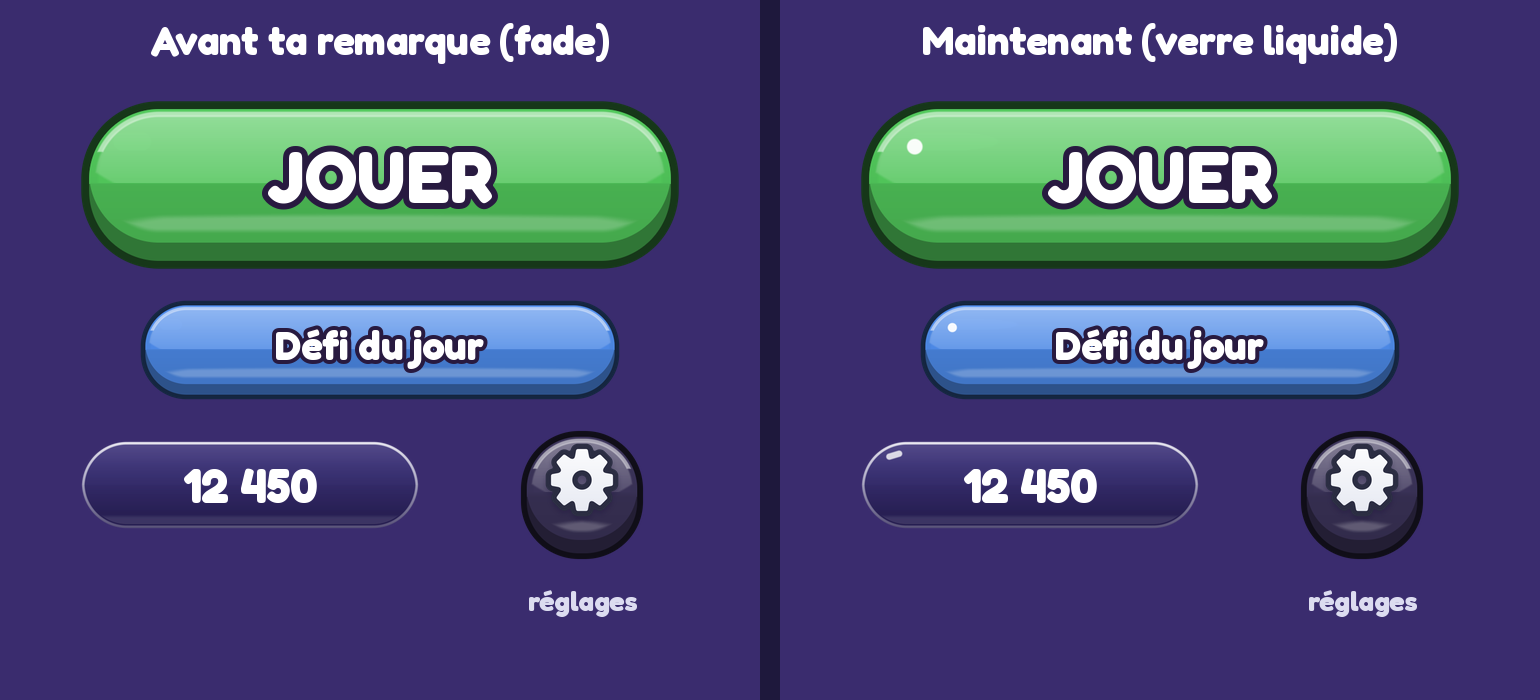 Avant ta remarque (fade)
JOUER
Défi du jour
12 450
réglages
Maintenant (verre liquide)
JOUER
Défi du jour
12 450
réglages